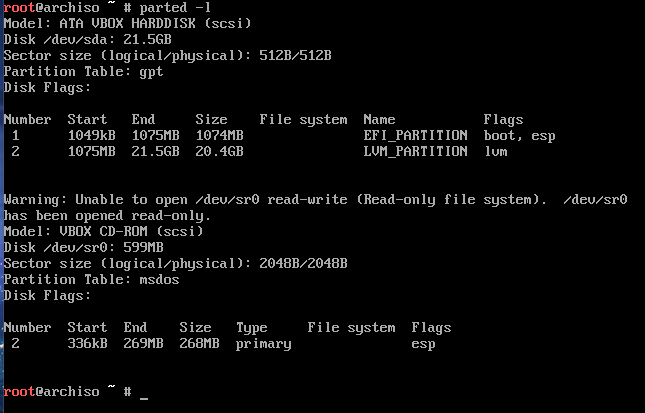 root@archiso ~ # parted -l
Model: ATA VBOX HARDDISK (scsi)
Disk /dev/sda: 21.5GB
Sector size (logical/physical): 512B/512B
Partition Table: gpt
Disk Flags:
Number  Start   End     Size    File system  Name           Flags
 1      1049kB  1075MB  1074MB               EFI_PARTITION  boot, esp
 2      1075MB  21.5GB  20.4GB               LVM_PARTITION  lvm
Warning: Unable to open /dev/sr0 read-write (Read-only file system).  /dev/sr0
has been opened read-only.
Model: VBOX CD-ROM (scsi)
Disk /dev/sr0: 599MB
Sector size (logical/physical): 2048B/2048B
Partition Table: msdos
Disk Flags:
Number  Start  End    Size   Type     File system  Flags
 2      336kB  269MB  268MB  primary               esp
root@archiso ~ # _